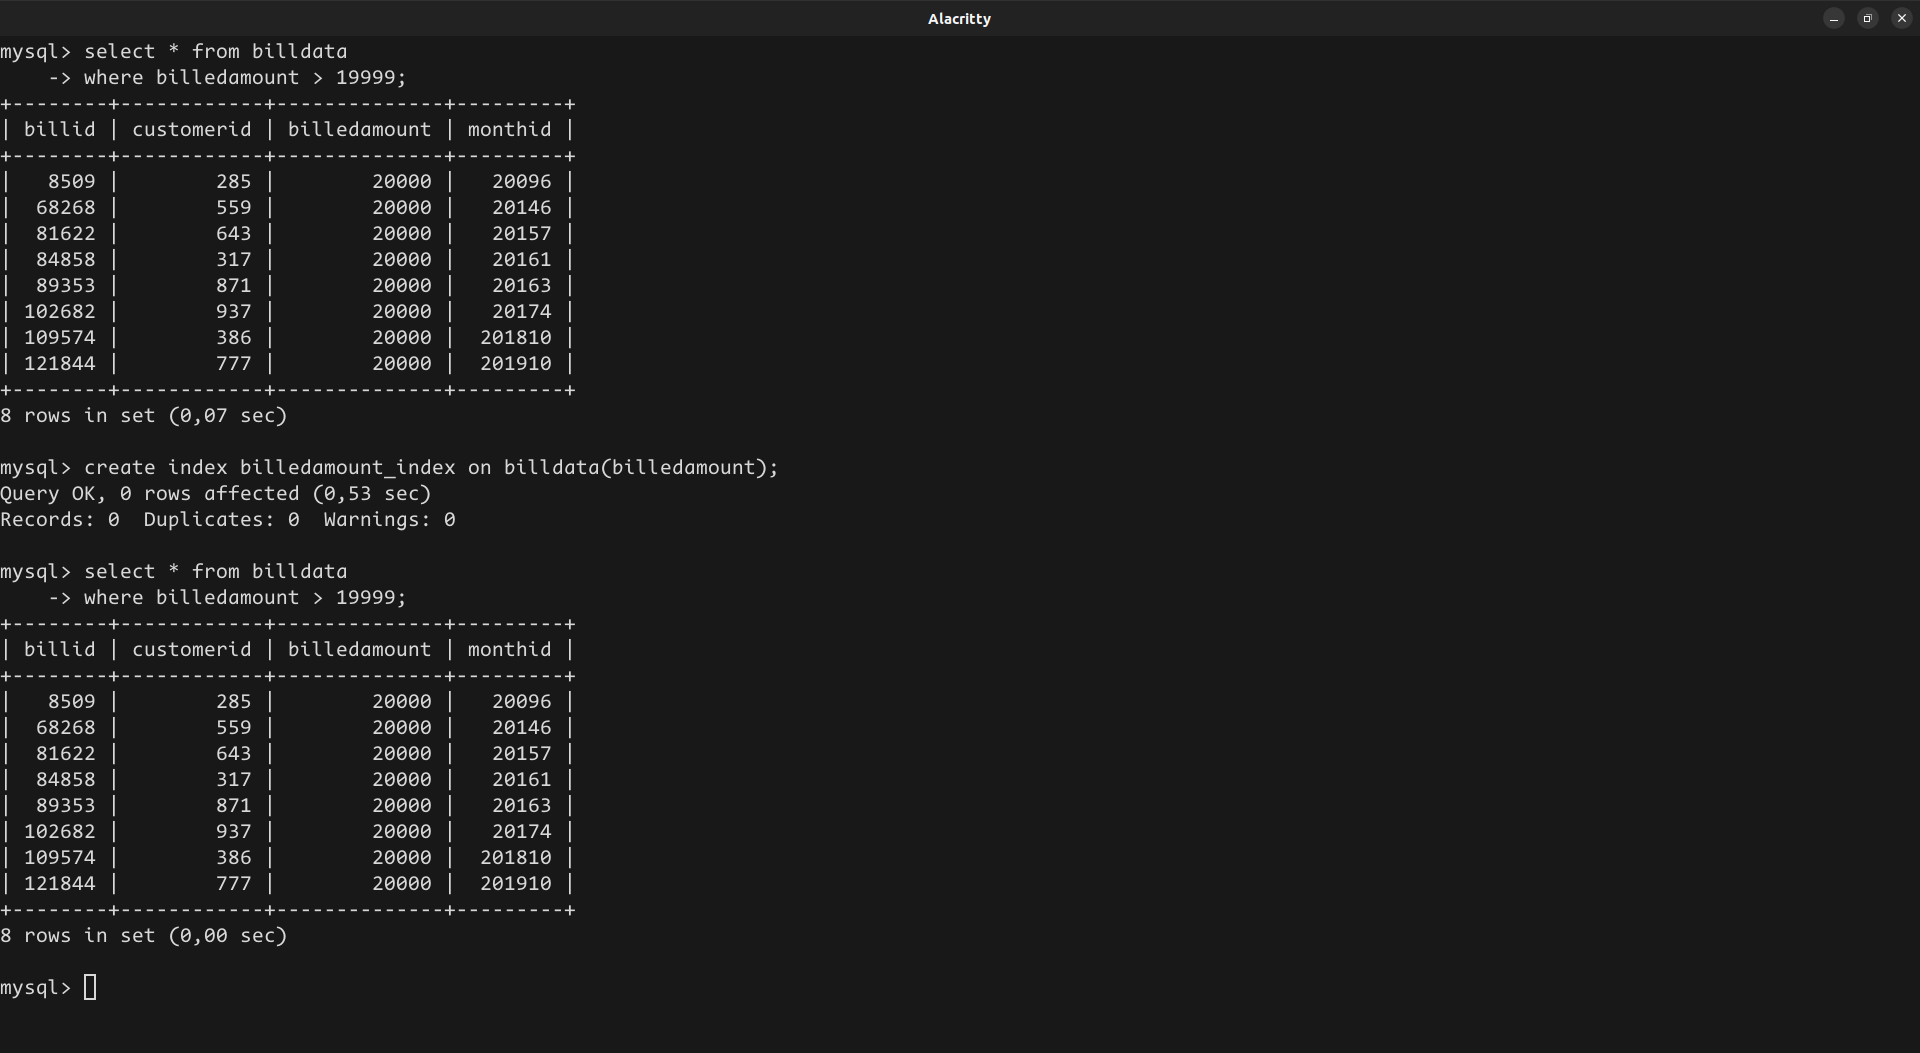 Alacritty
mysql> select * from billdata
    -> where billedamount > 19999;
+--------+------------+--------------+---------+
| billid | customerid | billedamount | monthid |
+--------+------------+--------------+---------+
|   8509 |        285 |        20000 |   20096 |
|  68268 |        559 |        20000 |   20146 |
|  81622 |        643 |        20000 |   20157 |
|  84858 |        317 |        20000 |   20161 |
|  89353 |        871 |        20000 |   20163 |
| 102682 |        937 |        20000 |   20174 |
| 109574 |        386 |        20000 |  201810 |
| 121844 |        777 |        20000 |  201910 |
+--------+------------+--------------+---------+
8 rows in set (0,07 sec)

mysql> create index billedamount_index on billdata(billedamount);
Query OK, 0 rows affected (0,53 sec)
Records: 0  Duplicates: 0  Warnings: 0

mysql> select * from billdata
    -> where billedamount > 19999;
+--------+------------+--------------+---------+
| billid | customerid | billedamount | monthid |
+--------+------------+--------------+---------+
|   8509 |        285 |        20000 |   20096 |
|  68268 |        559 |        20000 |   20146 |
|  81622 |        643 |        20000 |   20157 |
|  84858 |        317 |        20000 |   20161 |
|  89353 |        871 |        20000 |   20163 |
| 102682 |        937 |        20000 |   20174 |
| 109574 |        386 |        20000 |  201810 |
| 121844 |        777 |        20000 |  201910 |
+--------+------------+--------------+---------+
8 rows in set (0,00 sec)

mysql>